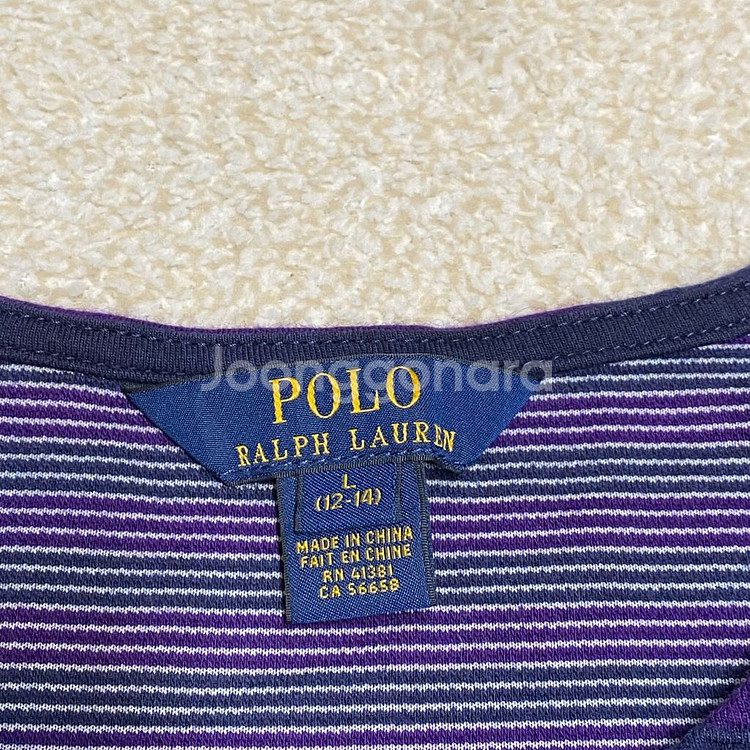 Joonggonara
POLO
RALPH LAUREN
L
(12-14)
MADE IN CHINA
FAIT EN CHINE
RN 41381
CA 56658